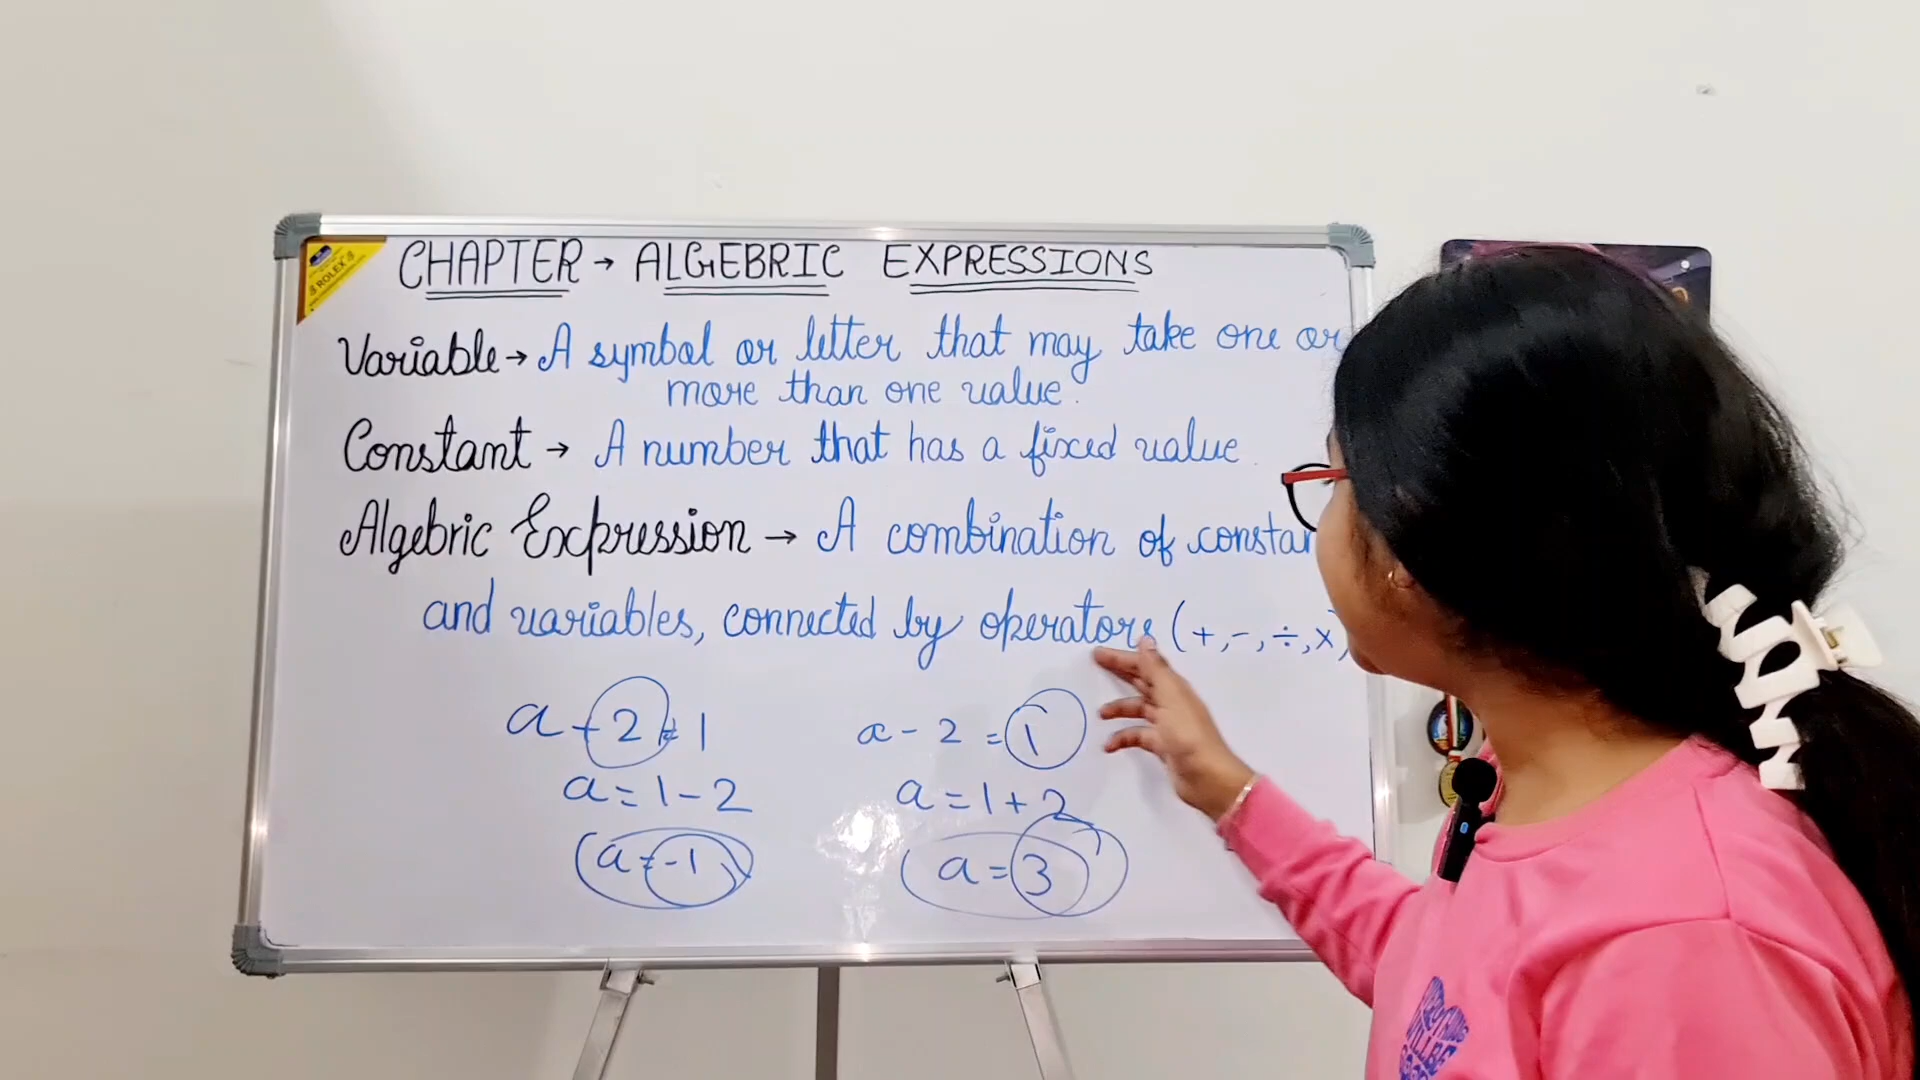 CHAPTER → ALGEBRIC EXPRESSIONS
ROLEX
Variable → A symbol or letter that may take one or
more than one value.
Constant → A number that has a fixed value.
Algebric Expression → A combination of constan
and variables, connected by operators (+, -, ÷, x)
a + 2 = 1
a - 2 = 1
a = 1 - 2
a = 1 + 2
a = -1
a = 3